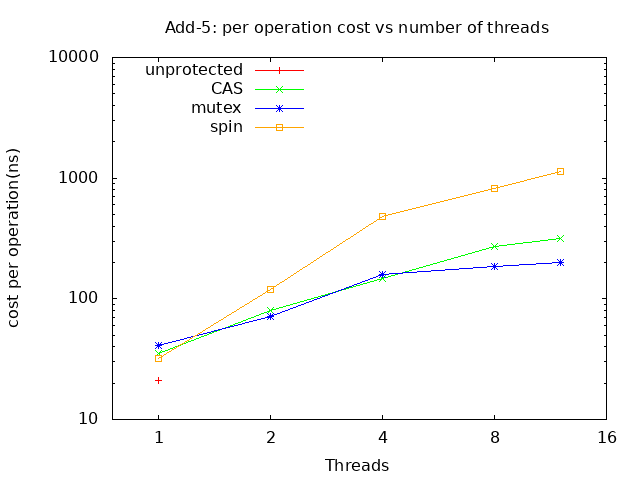 Add-5: per operation cost vs number of threads
10000
1000
100
10
cost per operation(ns)
unprotected
CAS
mutex
spin
1 2 4 8 16
Threads